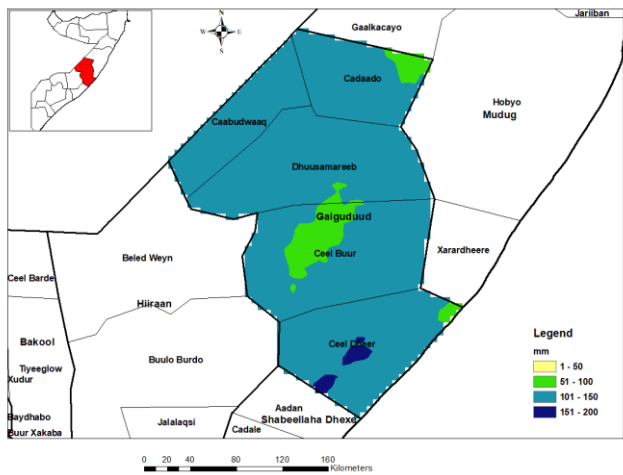 N
W E
S
Gaalkacayo
Jariiban
Cadaado
Hobyo
Mudug
Caabudwaaq
Dhuusamareeb
Galguduud
Xarardheere
Beled Weyn
Ceel Buur
Ceel Barde
Hiiraan
Bakool
Ceel Dheer
Buulo Burdo
Tiyeeglow
Xudur
Aadan
Shabeellaha Dhexe
Baydhabo
Jalalaqsi
Cadale
Buur Xakaba
Legend
mm
1 - 50
51 - 100
101 - 150
151 - 200
0 10 20 40 60 80 120 160
Kilometers